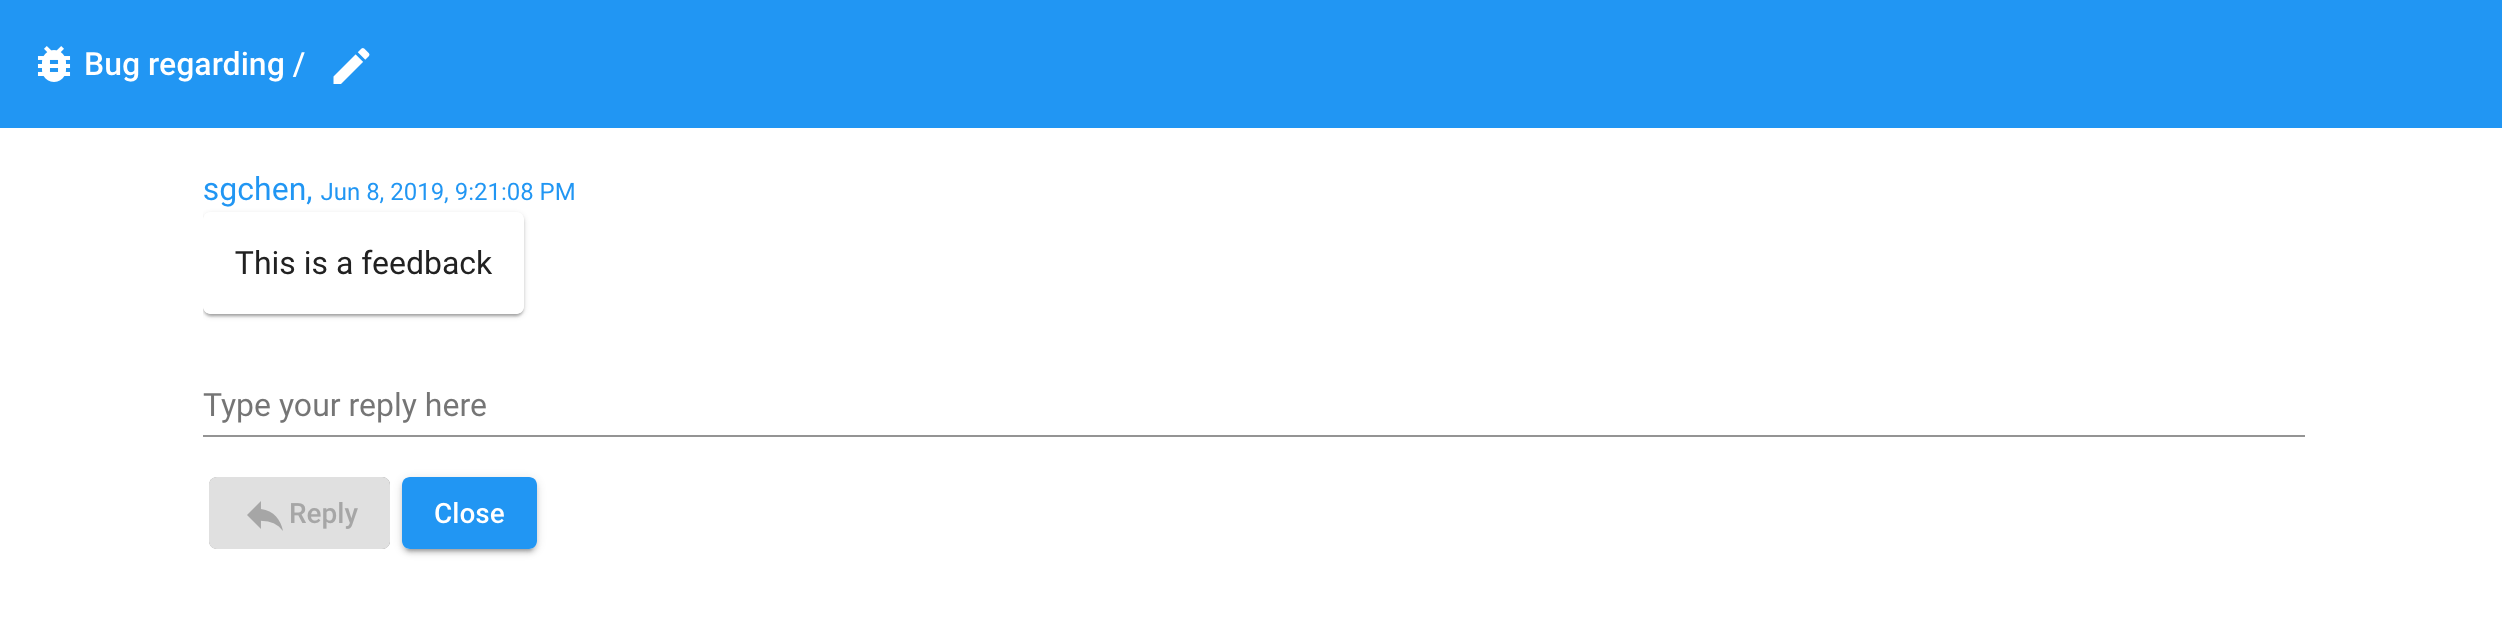 Bug regarding /
sgchen, Jun 8, 2019, 9:21:08 PM
This is a feedback
Type your reply here
Reply Close